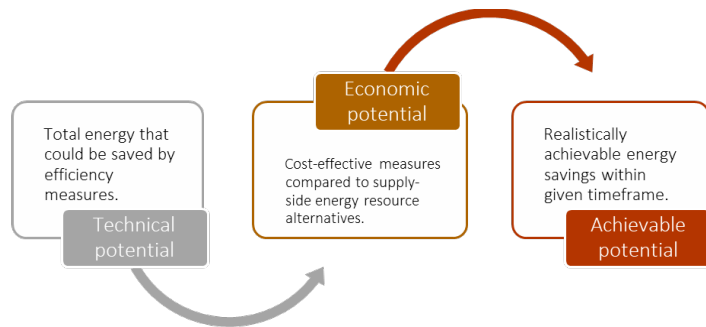 Total energy that
could be saved by
efficiency
measures.
Technical
potential
Economic
potential
Cost-effective measures
compared to supply-
side energy resource
alternatives.
Realistically
achievable energy
savings within
given timeframe.
Achievable
potential